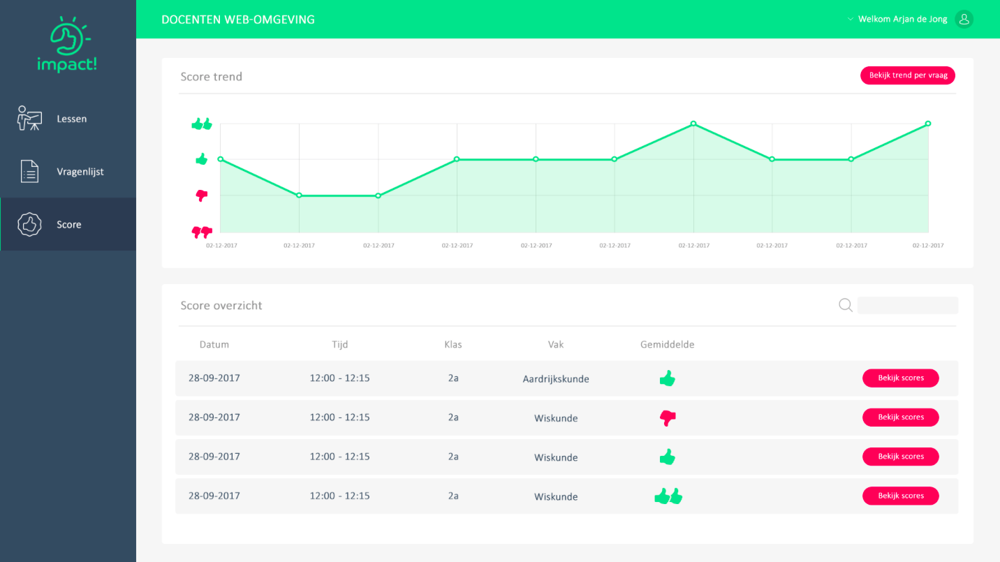 impact!
Lessen
Vragenlijst
Score
DOCENTEN WEB-OMGEVING
Welkom Arjan de Jong
Score trend
Bekijk trend per vraag
02-12-2017 02-12-2017 02-12-2017 02-12-2017 02-12-2017 02-12-2017 02-12-2017 02-12-2017 02-12-2017 02-12-2017
Score overzicht
Datum Tijd Klas Vak Gemiddelde
28-09-2017 12:00 - 12:15 2a Aardrijkskunde Bekijk scores
28-09-2017 12:00 - 12:15 2a Wiskunde Bekijk scores
28-09-2017 12:00 - 12:15 2a Wiskunde Bekijk scores
28-09-2017 12:00 - 12:15 2a Wiskunde Bekijk scores